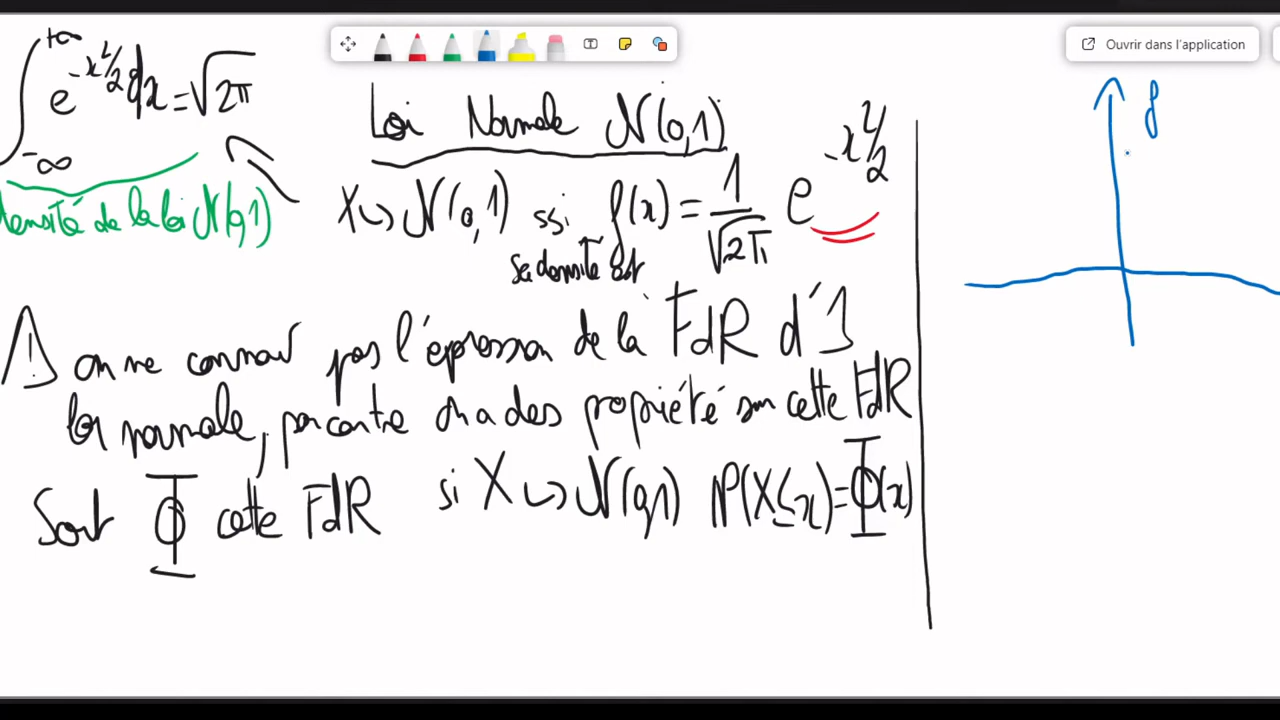 ∫_{-∞}^{+∞} e^{-x²/2} dx = √2π
densité de la loi N(0,1)
Ouvrir dans l'application
Loi Normale N(0,1)
X ↪ N(0,1) ssi f(x) = 1/√2π e^{-x²/2}
sa densité est
⚠ on ne connait pas l'expression de la FdR d'1
loi normale, par contre on a des propriété sur cette FdR
Soit Φ cette FdR si X ↪ N(0,1) P(X≤x)=Φ(x)
f